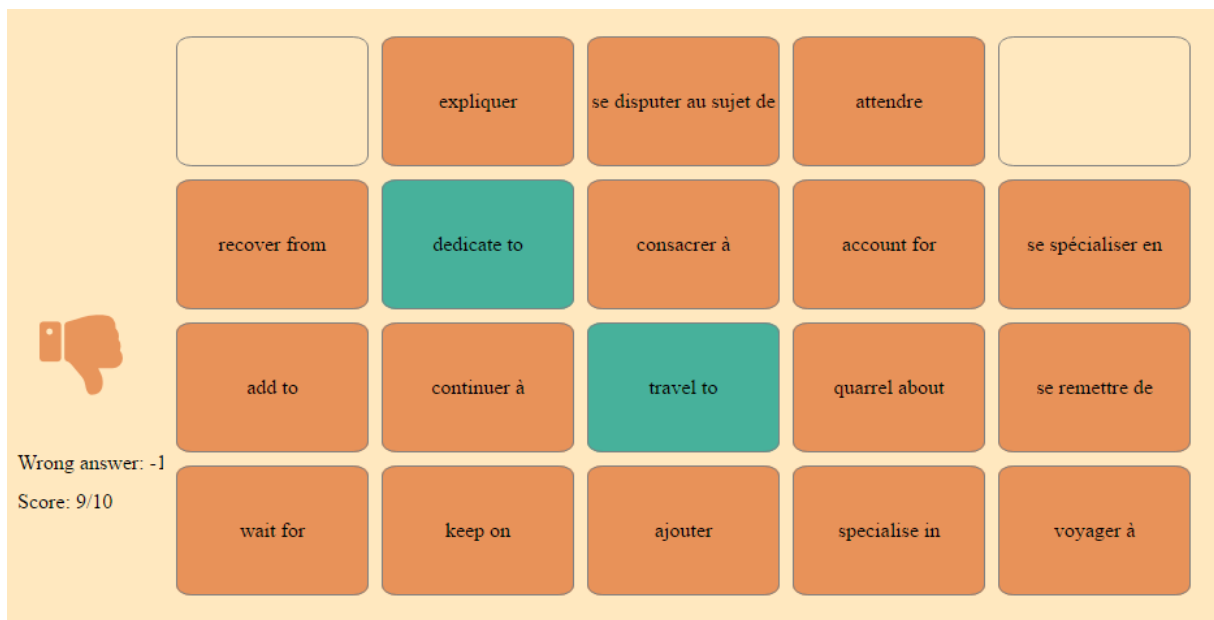 expliquer
se disputer au sujet de
attendre
recover from
dedicate to
consacrer à
account for
se spécialiser en
add to
continuer à
travel to
quarrel about
se remettre de
Wrong answer: -1
Score: 9/10
wait for
keep on
ajouter
specialise in
voyager à